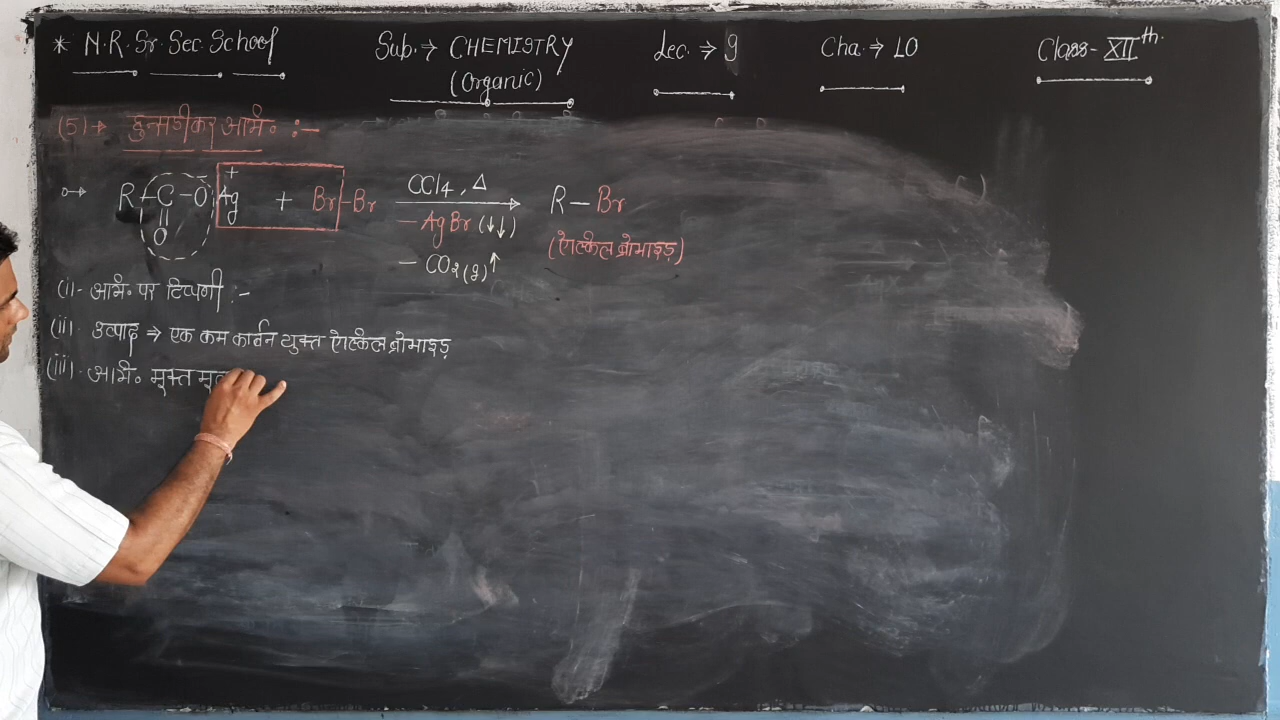 * N.R. Sr. Sec. School Sub. → CHEMISTRY (Organic) Lec. → 9 Cha. → 10 Class- XIIth.
(5) → हुन्सडीकर अभि० :-
R-C-O⁻ Ag⁺ + Br-Br CCl4, Δ R-Br
O -AgBr (↓↓) (ऐल्किल ब्रोमाइड)
-CO2(g)↑
(i)- अभि० पर टिप्पणी :-
(ii). उत्पाद → एक कम कार्बन युक्त ऐल्किल ब्रोमाइड
(iii). अभि० मुक्त